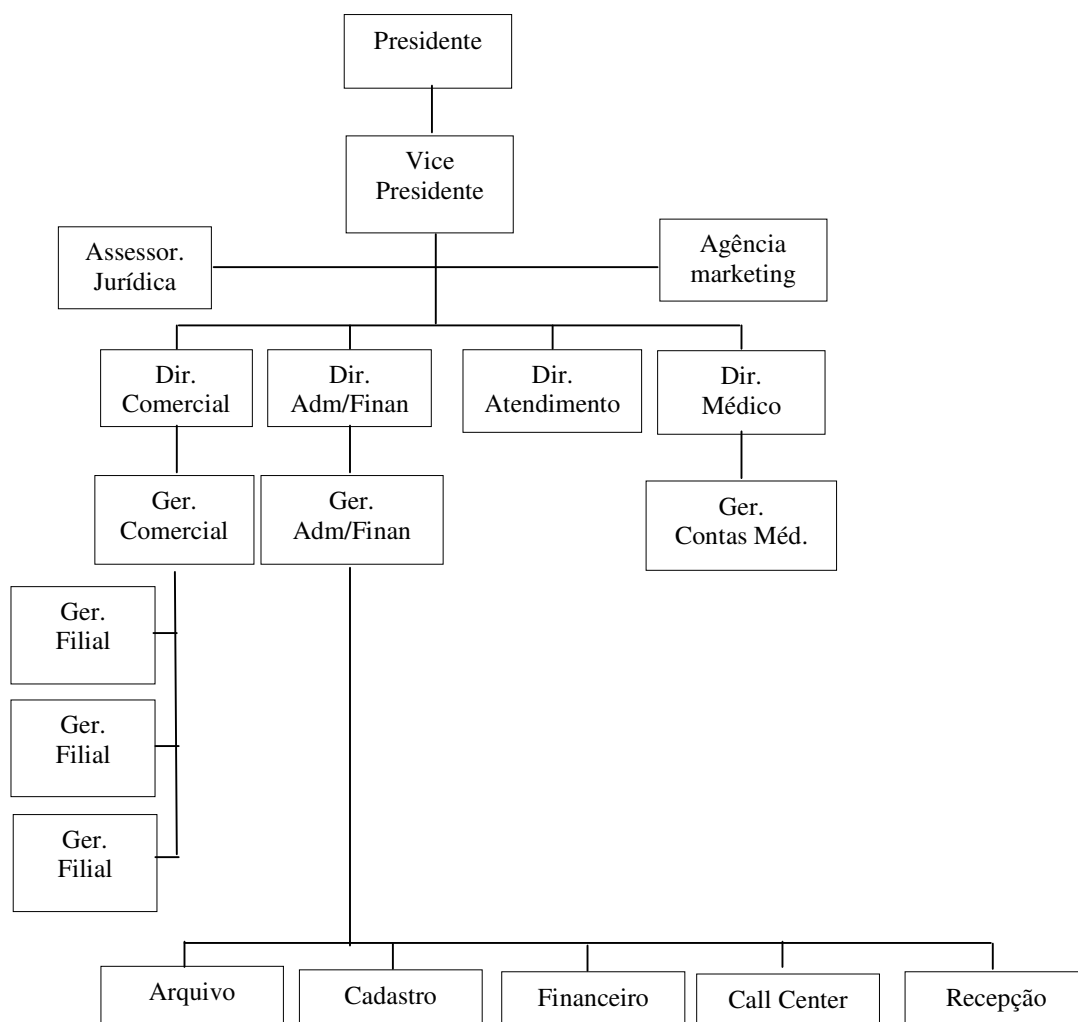 Presidente
Vice
Presidente
Assessor.
Jurídica
Agência
marketing
Dir.
Comercial
Dir.
Adm/Finan
Dir.
Atendimento
Dir.
Médico
Ger.
Comercial
Ger.
Adm/Finan
Ger.
Contas Méd.
Ger.
Filial
Ger.
Filial
Ger.
Filial
Arquivo
Cadastro
Financeiro
Call Center
Recepção